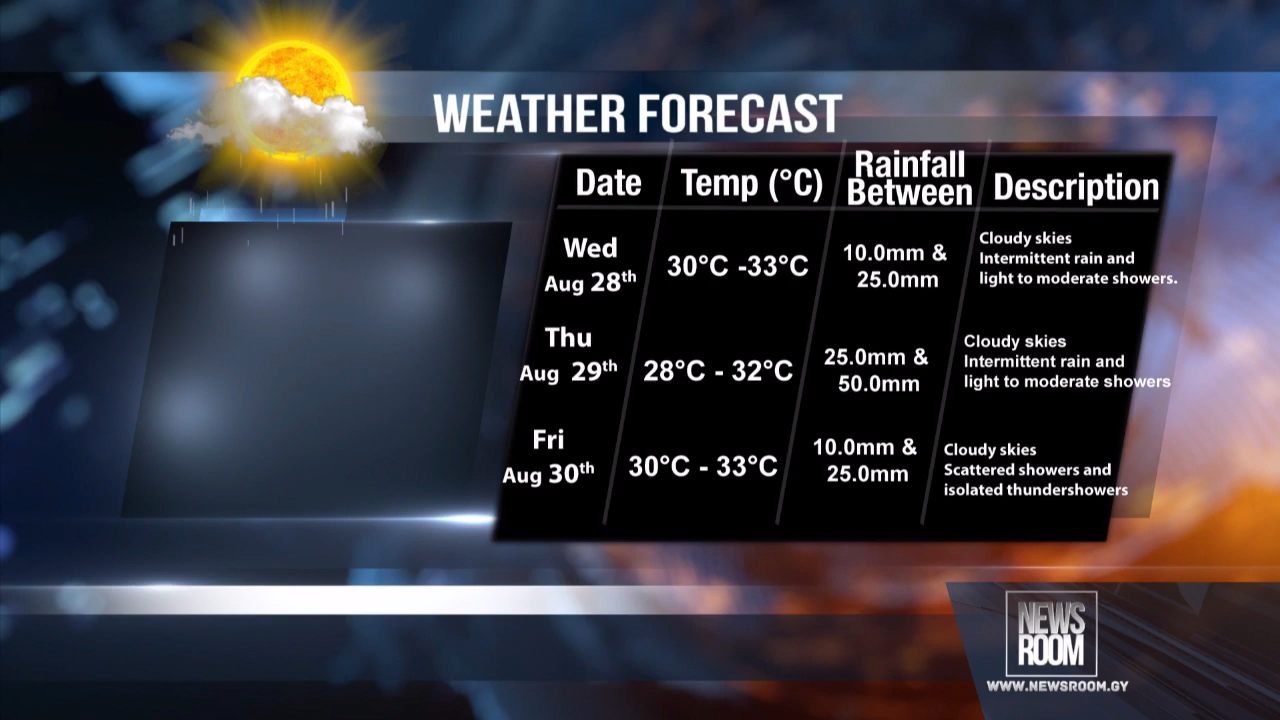 WEATHER FORECAST
Date
Temp (°C)
Rainfall
Between
Description
Wed
Aug 28th
30°C -33°C
10.0mm &
25.0mm
Cloudy skies
Intermittent rain and
light to moderate showers.
Thu
Aug 29th
28°C - 32°C
25.0mm &
50.0mm
Cloudy skies
Intermittent rain and
light to moderate showers
Fri
Aug 30th
30°C - 33°C
10.0mm &
25.0mm
Cloudy skies
Scattered showers and
isolated thundershowers
NEWS
ROOM
WWW.NEWSROOM.GY